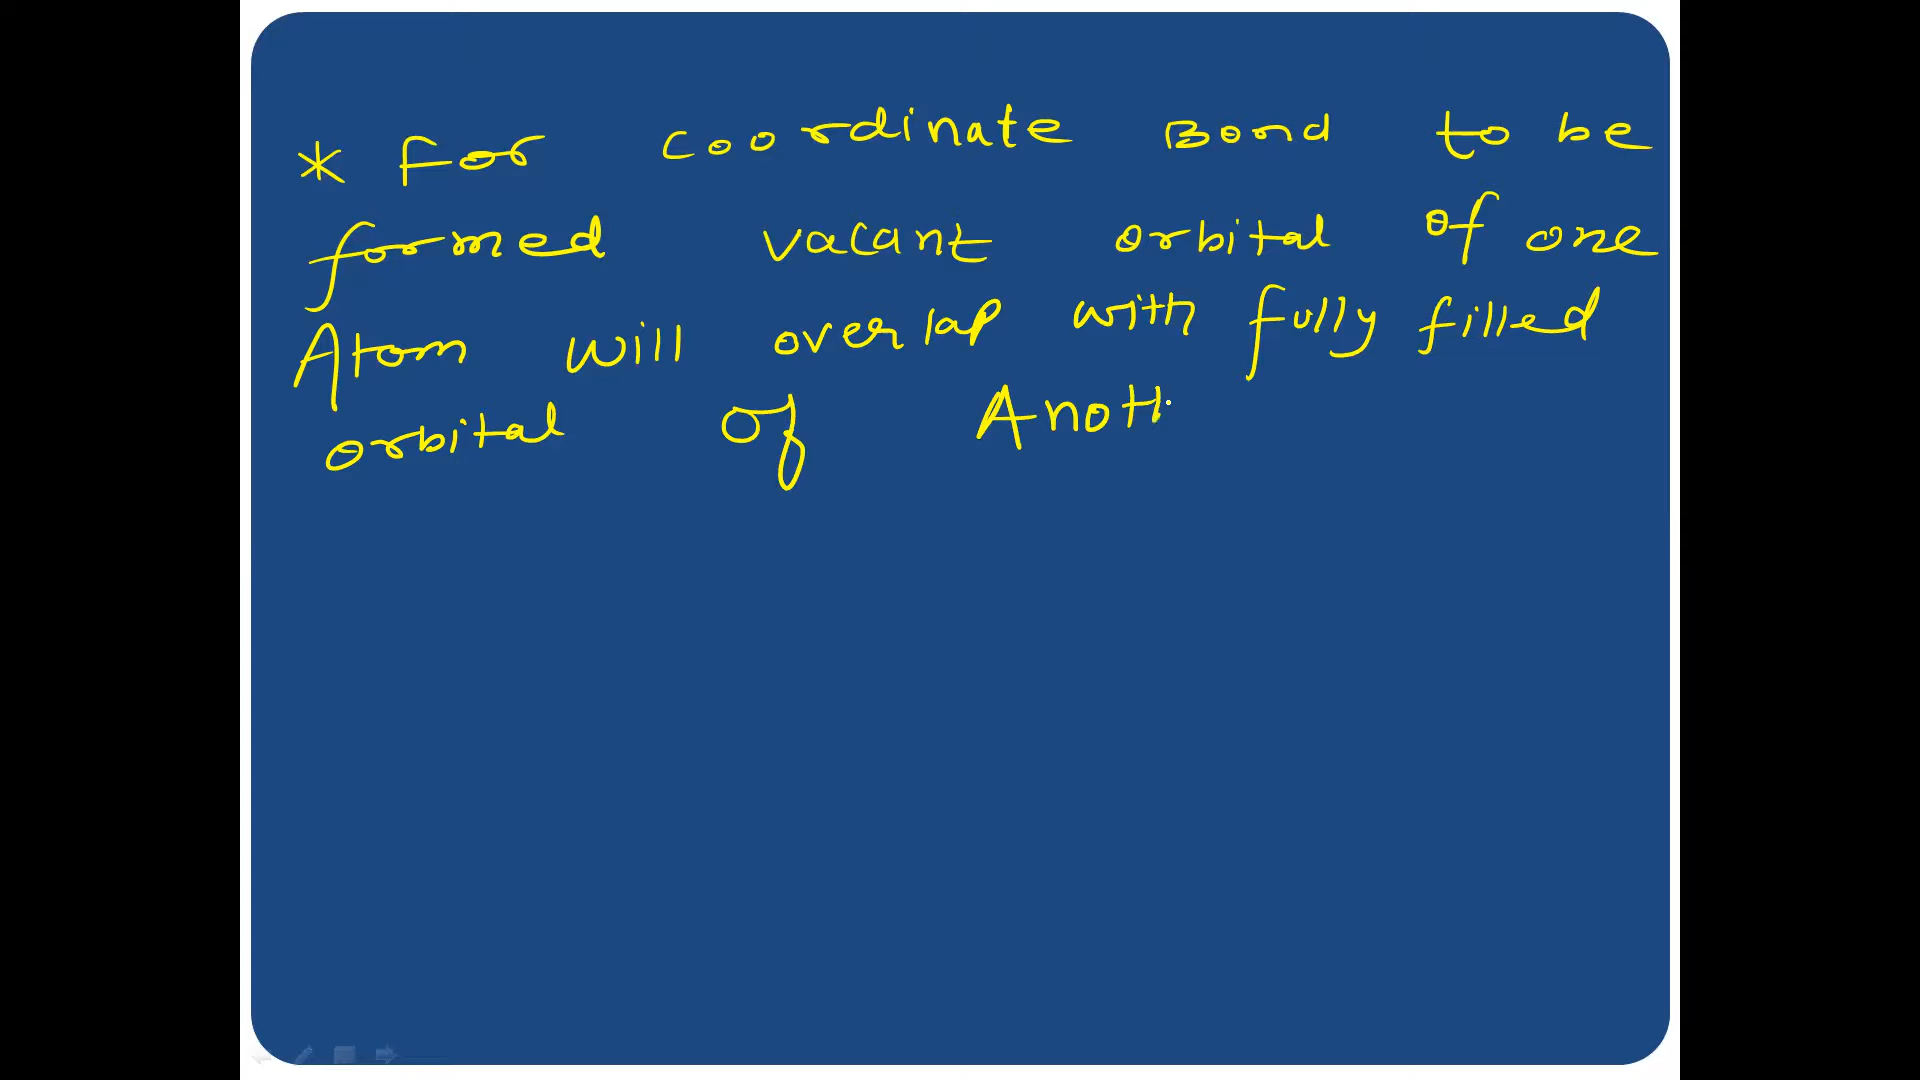 * For coordinate Bond to be
formed vacant orbital of one
Atom will overlap with fully filled
orbital of Anoth